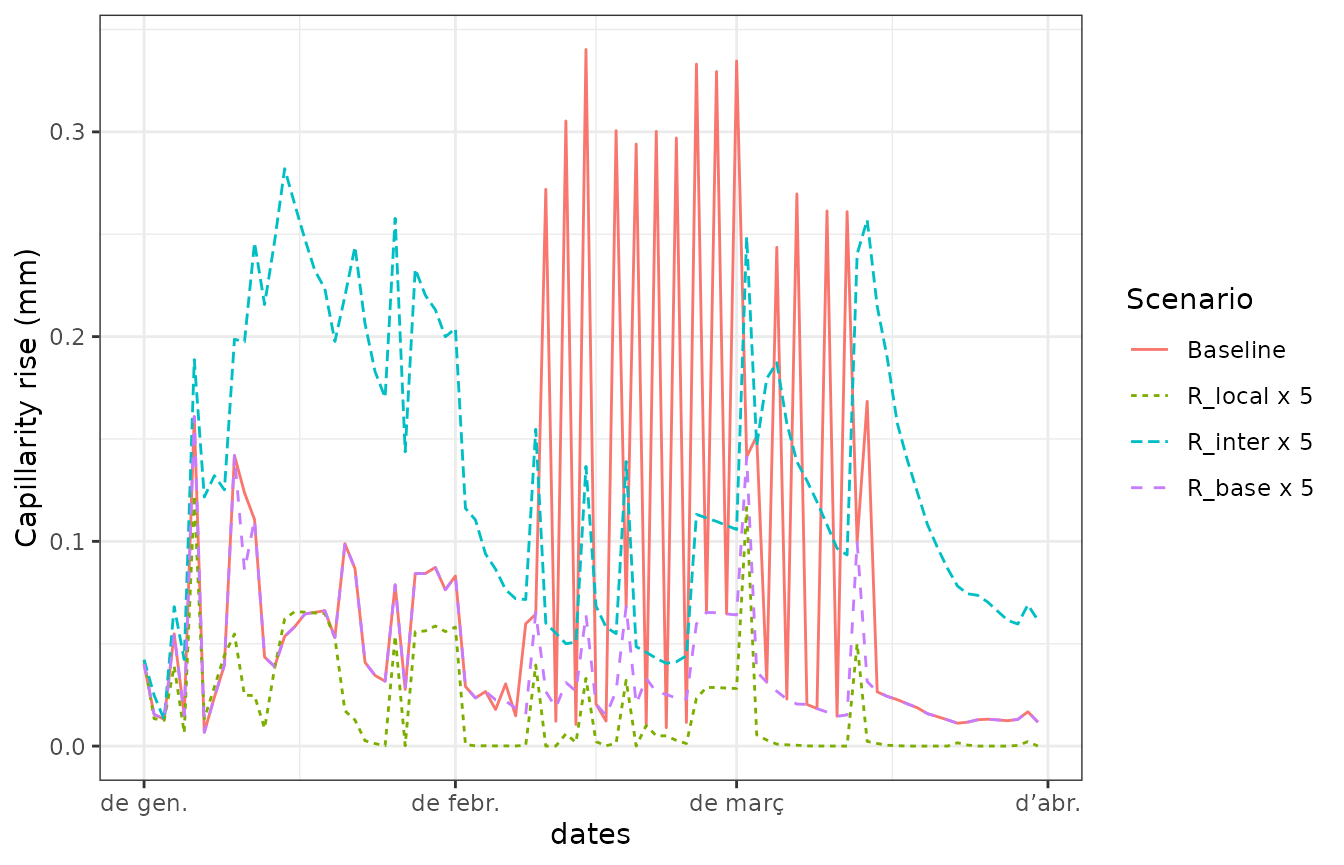 Capillarity rise (mm)
0.3
0.2
0.1
0.0
de gen.
de febr.
de març
d’abr.
dates
Scenario
Baseline
R_local x 5
R_inter x 5
R_base x 5